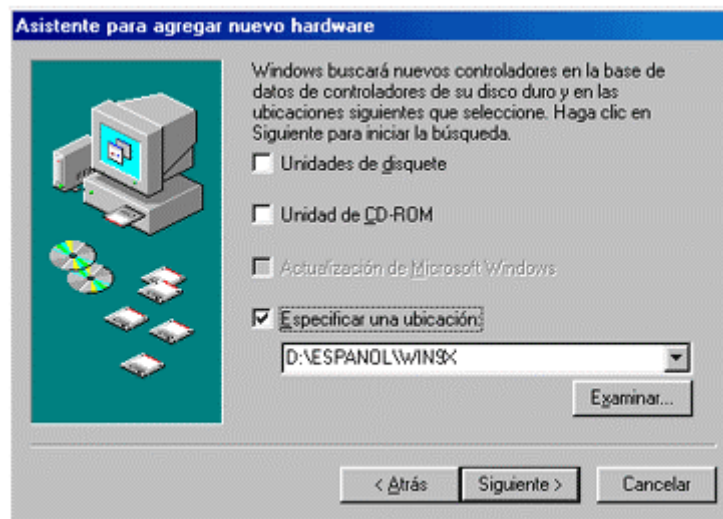 Asistente para agregar nuevo hardware
Windows buscará nuevos controladores en la base de
datos de controladores de su disco duro y en las
ubicaciones siguientes que seleccione. Haga clic en
Siguiente para iniciar la búsqueda.
Unidades de disquete
Unidad de CD-ROM
Actualización de Microsoft Windows
Especificar una ubicación:
D:\ESPANOL\WIN9X
Examinar...
< Atrás
Siguiente >
Cancelar